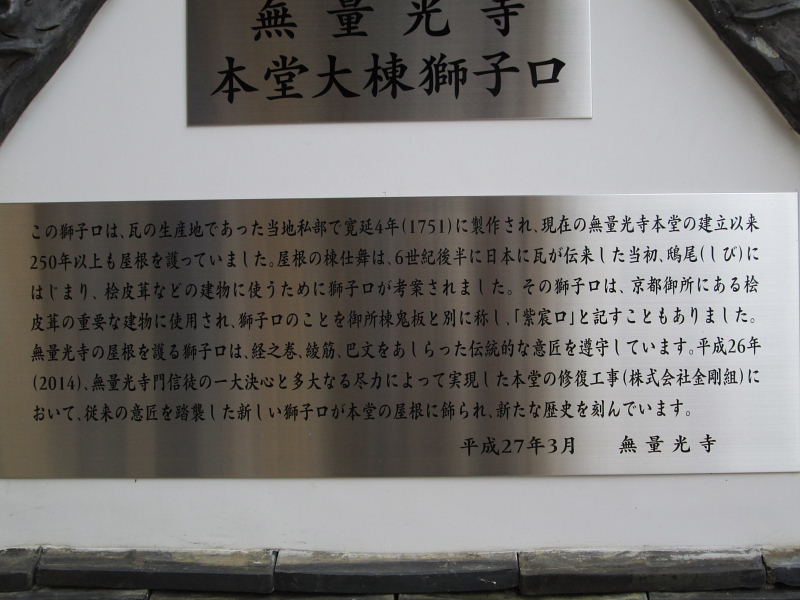 無量光寺
本堂大棟獅子口
この獅子口は、瓦の生産地であった当地私部で寛延4年(1751)に製作され、現在の無量光寺本堂の建立以来
250年以上も屋根を護っていました。屋根の棟仕舞は、6世紀後半に日本に瓦が伝来した当初、鴟尾(しび)に
はじまり、桧皮葺などの建物に使うために獅子口が考案されました。その獅子口は、京都御所にある桧
皮葺の重要な建物に使用され、獅子口のことを御所棟鬼板と別に称し、「紫宸口」と記すこともありました。
無量光寺の屋根を護る獅子口は、経之巻、綾筋、巴文をあしらった伝統的な意匠を遵守しています。平成26年
(2014)、無量光寺門信徒の一大決心と多大なる尽力によって実現した本堂の修復工事(株式会社金剛組)に
おいて、従来の意匠を踏襲した新しい獅子口が本堂の屋根に飾られ、新たな歴史を刻んでいます。
平成27年3月　無量光寺